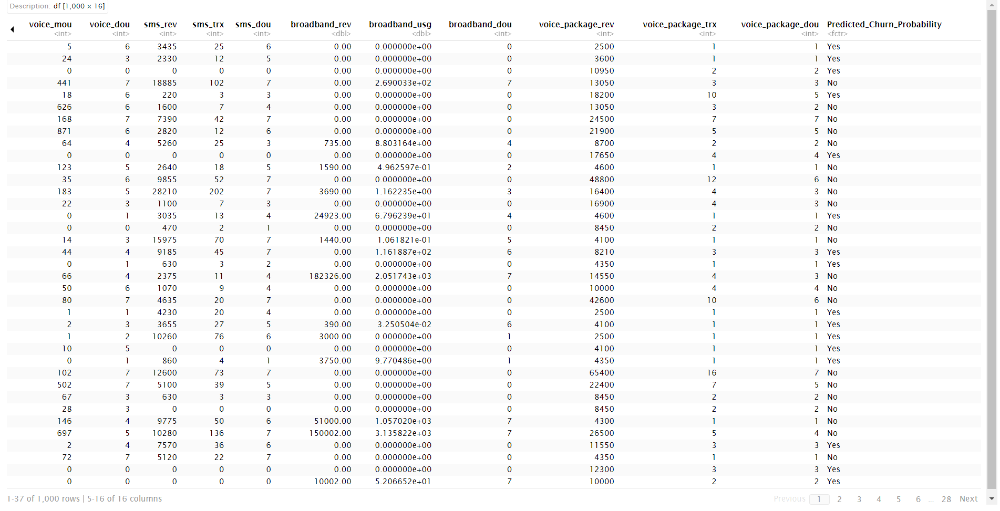 Description: df [1,000 × 16]
voice_mou voice_dou sms_rev sms_trx sms_dou broadband_rev broadband_usg broadband_dou voice_package_rev voice_package_trx voice_package_dou Predicted_Churn_Probability
<int> <int> <int> <int> <int> <dbl> <dbl> <int> <int> <int> <int> <fctr>
5 6 3435 25 6 0.00 0.000000e+00 0 2500 1 1 Yes
24 3 2330 12 5 0.00 0.000000e+00 0 3600 1 1 Yes
0 0 0 0 0 0.00 0.000000e+00 0 10950 2 2 Yes
441 7 18885 102 7 0.00 2.690033e+02 7 13050 3 3 No
18 6 220 3 3 0.00 0.000000e+00 0 18200 10 5 Yes
626 6 1600 7 4 0.00 0.000000e+00 0 13050 3 2 No
168 7 7390 42 7 0.00 0.000000e+00 0 24500 7 7 No
871 6 2820 12 6 0.00 0.000000e+00 0 21900 5 5 No
64 4 5260 25 3 735.00 8.803164e+00 4 8700 2 2 No
0 0 0 0 0 0.00 0.000000e+00 0 17650 4 4 Yes
123 5 2640 18 5 1590.00 4.962597e-01 2 4600 1 1 No
35 6 9855 52 7 0.00 0.000000e+00 0 48800 12 6 No
183 5 28210 202 7 3690.00 1.162235e+00 3 16400 4 3 No
22 3 1100 7 3 0.00 0.000000e+00 0 16900 4 3 No
0 1 3035 13 4 24923.00 6.796239e+01 4 4600 1 1 Yes
0 0 470 2 1 0.00 0.000000e+00 0 8450 2 2 No
14 3 15975 70 7 1440.00 1.061821e-01 5 4100 1 1 No
44 4 9185 45 7 0.00 1.161887e+02 6 8210 3 3 Yes
0 1 630 3 2 0.00 0.000000e+00 0 4350 1 1 Yes
66 4 2375 11 4 182326.00 2.051743e+03 7 14550 4 3 No
50 6 1070 9 4 0.00 0.000000e+00 0 10000 4 4 No
80 7 4635 20 7 0.00 0.000000e+00 0 42600 10 6 No
1 1 4230 20 4 0.00 0.000000e+00 0 2500 1 1 Yes
2 3 3655 27 5 390.00 3.250504e-02 6 4100 1 1 Yes
1 2 10260 76 6 3000.00 0.000000e+00 1 2500 1 1 Yes
10 5 0 0 0 0.00 0.000000e+00 0 4100 1 1 Yes
0 1 860 4 1 3750.00 9.770486e+00 1 4350 1 1 Yes
102 7 12600 73 7 0.00 0.000000e+00 0 65400 16 7 No
502 7 5100 39 5 0.00 0.000000e+00 0 22400 7 5 No
67 3 630 3 3 0.00 0.000000e+00 0 8450 2 2 No
28 3 0 0 0 0.00 0.000000e+00 0 8450 2 2 No
146 4 9775 50 6 51000.00 1.057020e+03 7 4300 1 1 No
697 5 10280 136 7 150002.00 3.135822e+03 7 26500 5 4 No
2 4 7570 36 6 0.00 0.000000e+00 0 11550 3 3 Yes
72 7 5120 22 7 0.00 0.000000e+00 0 4350 1 1 No
0 0 0 0 0 0.00 0.000000e+00 0 12300 3 3 Yes
0 0 0 0 0 10002.00 5.206652e+01 7 10000 2 2 Yes
1-37 of 1,000 rows | 5-16 of 16 columns Previous 1 2 3 4 5 6 ... 28 Next